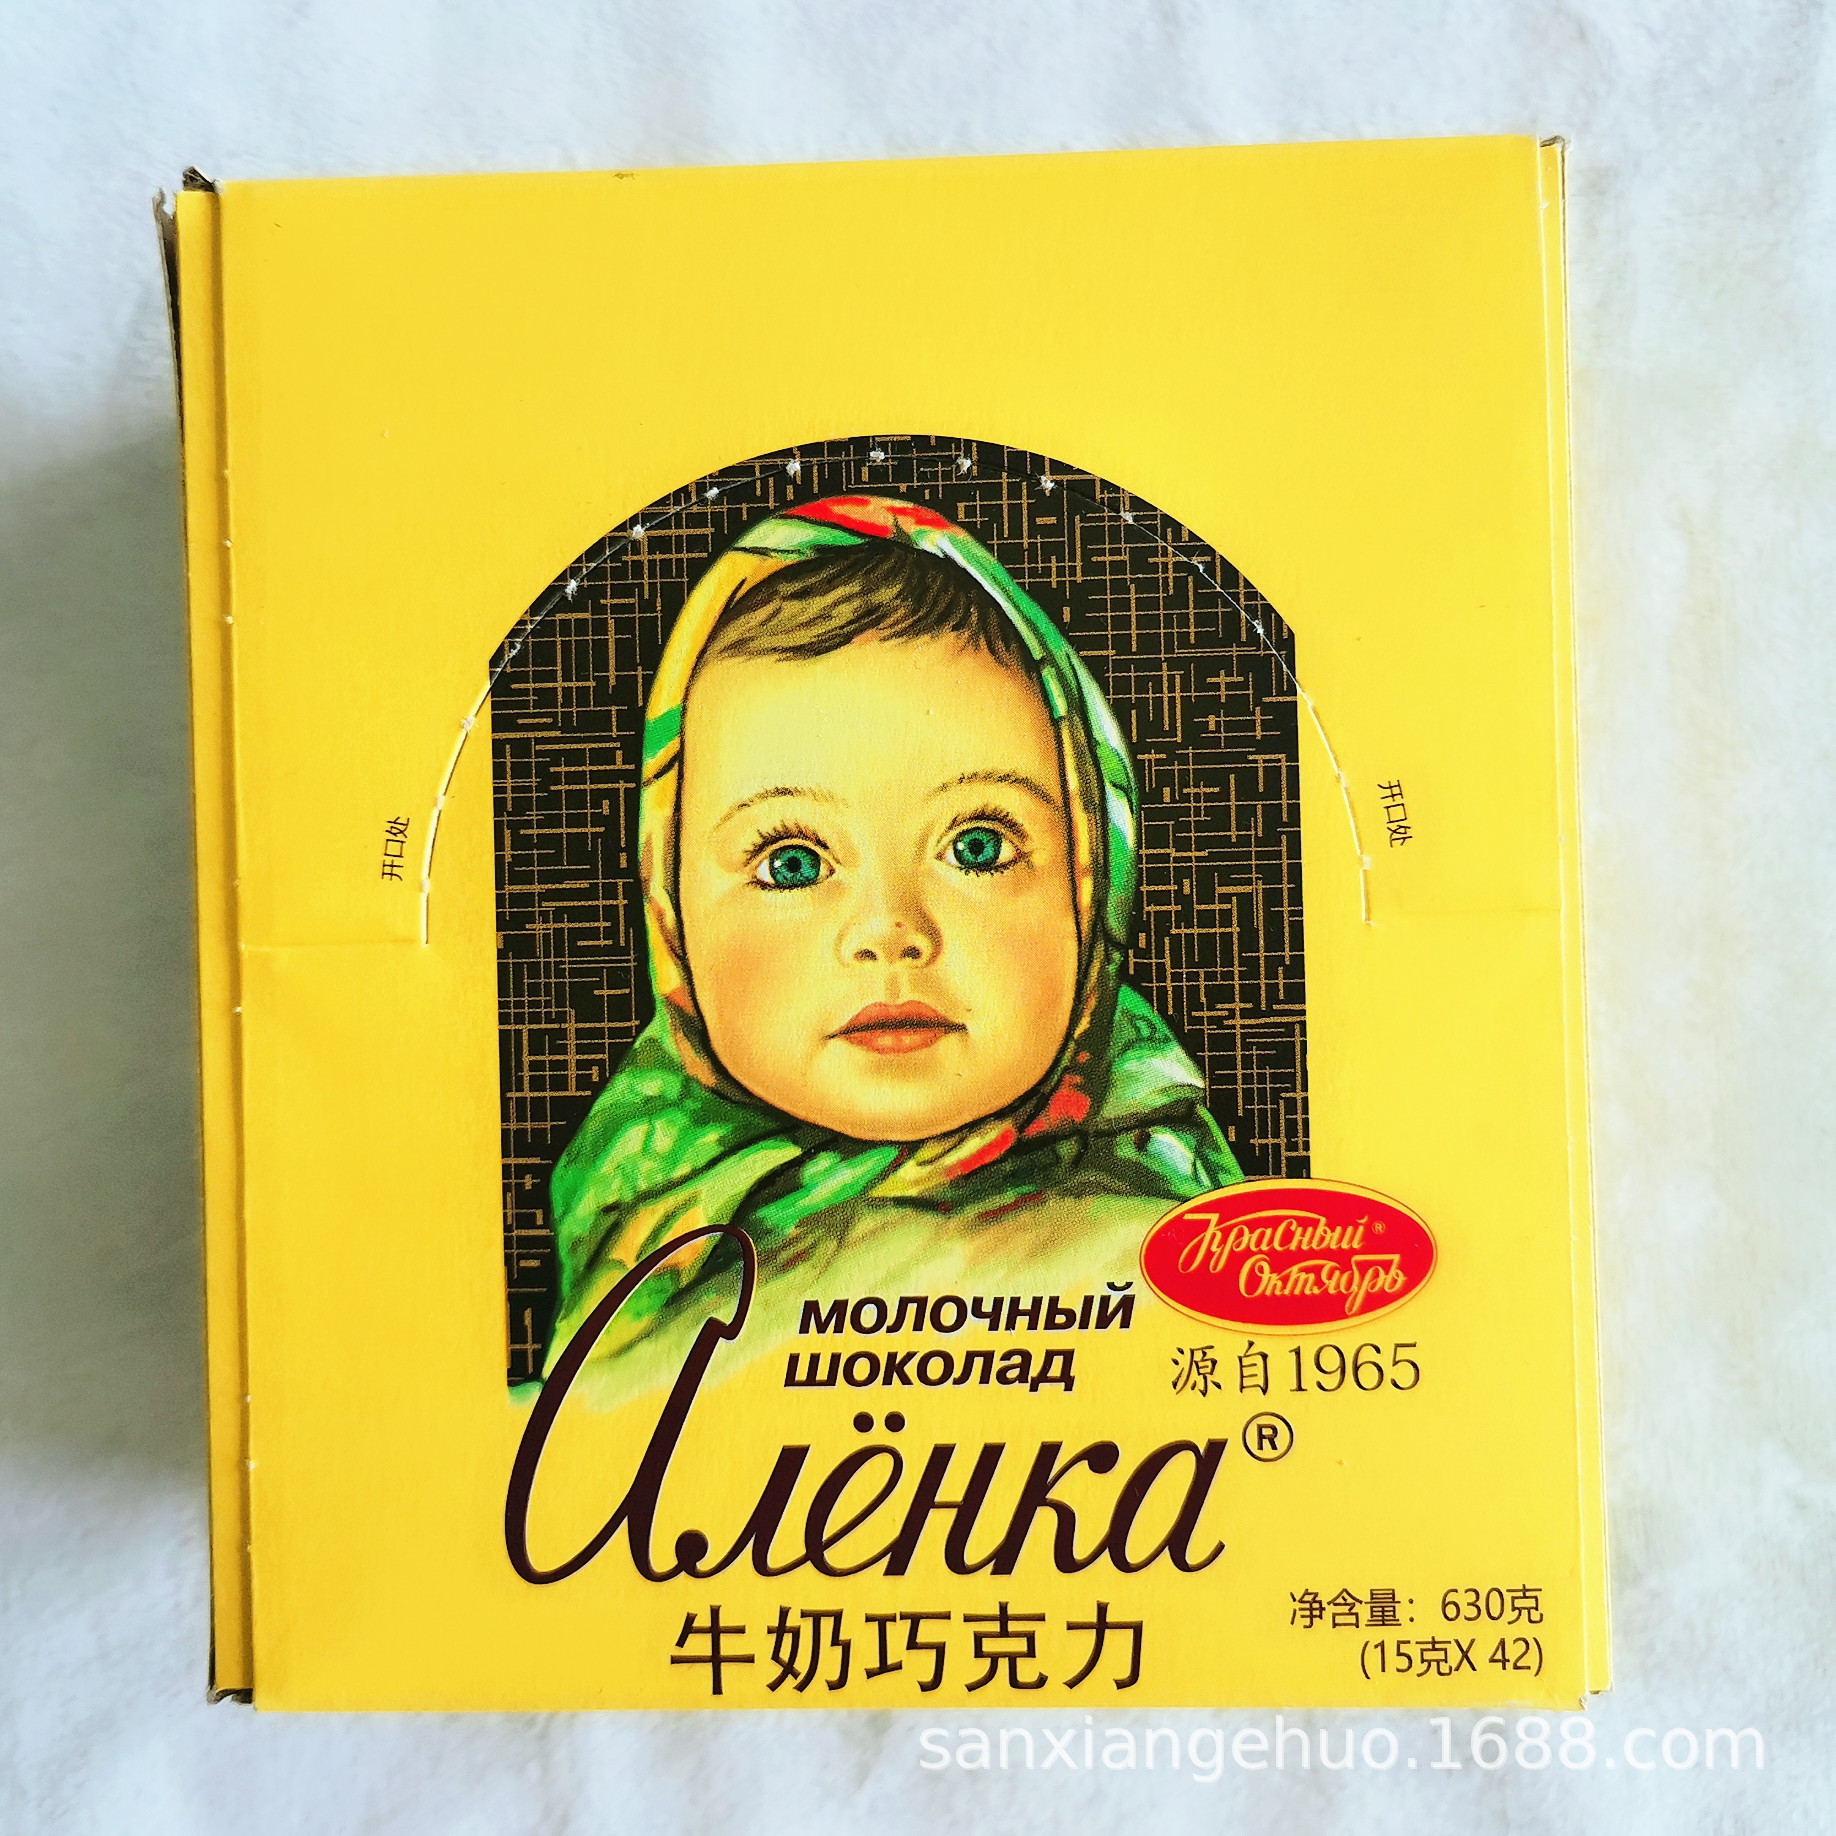 开口处
开口处
Красный®
Октябрь
молочный
шоколад
源自1965
Алёнка®
牛奶巧克力
净含量：630克
(15克X 42)
sanxiangehuo.1688.com